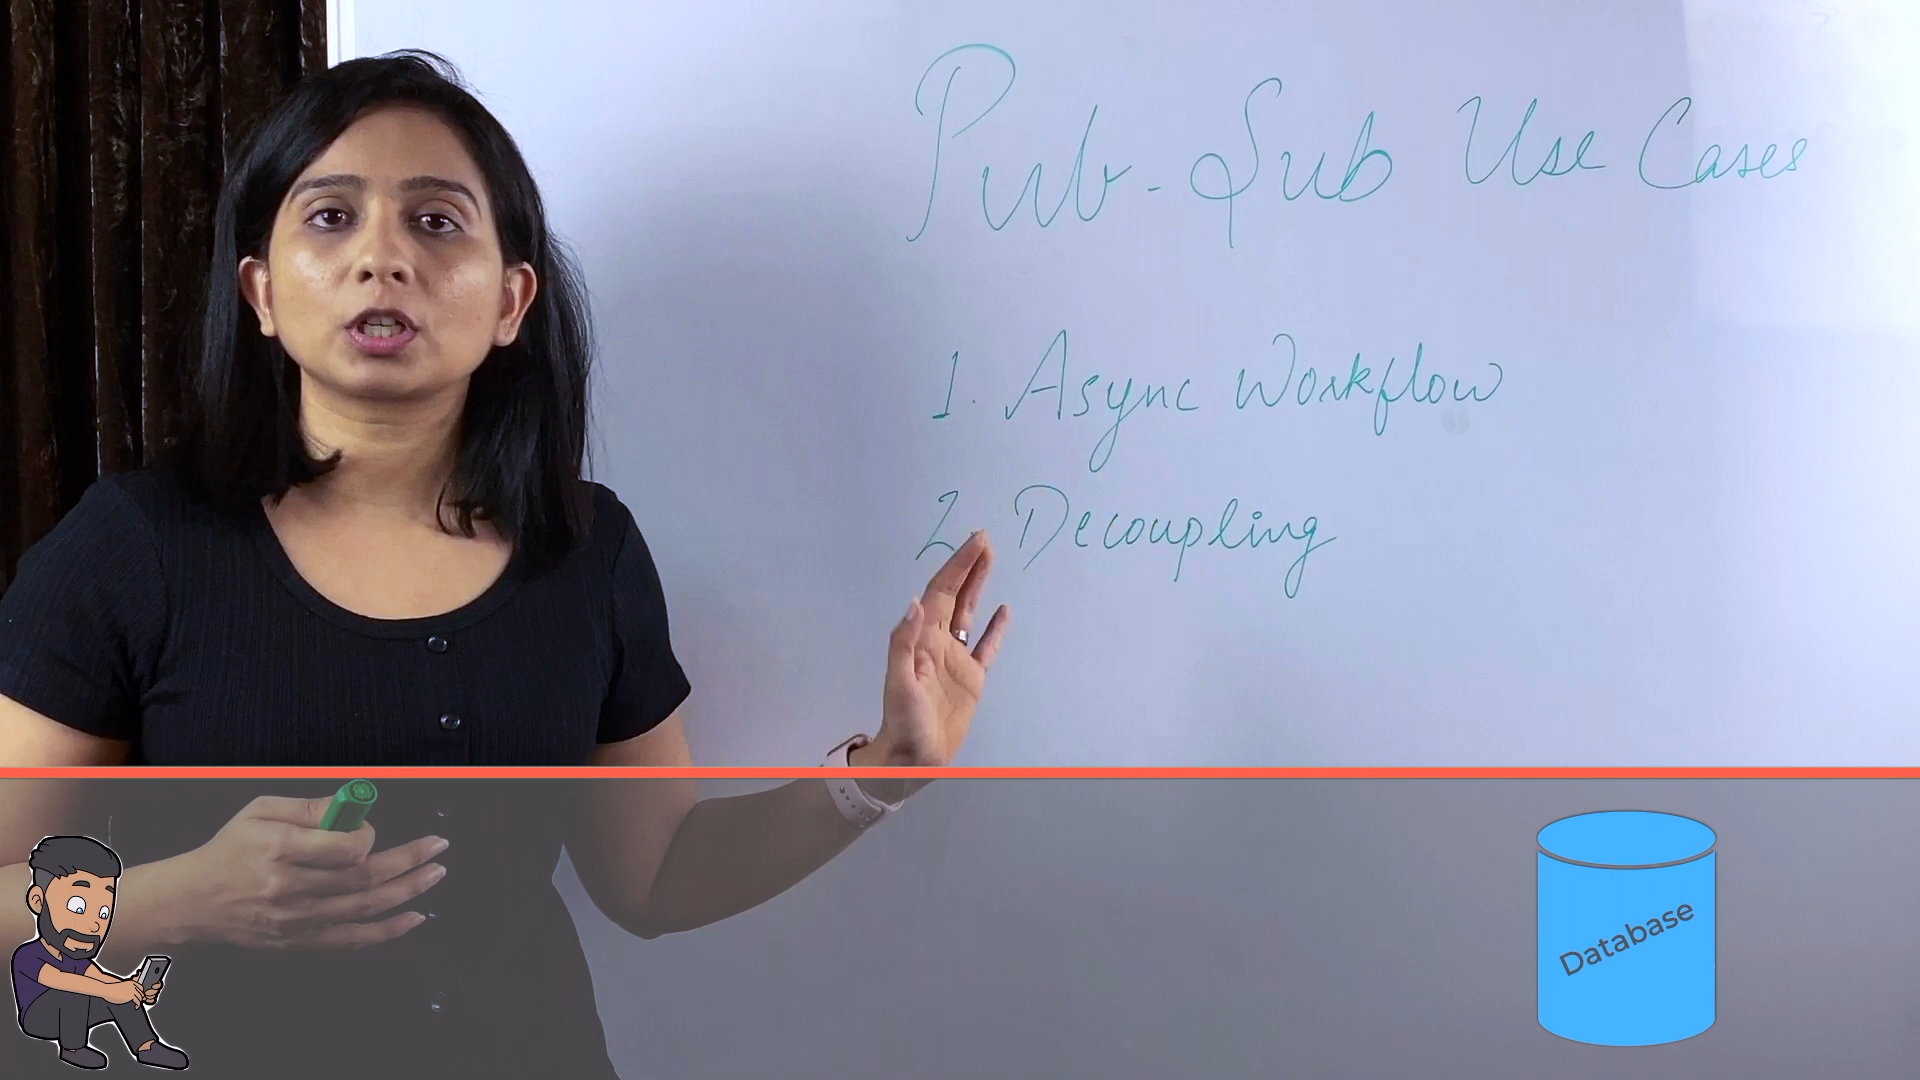 Pub-Sub Use Cases
1. Async Workflow
2. Decoupling
Database